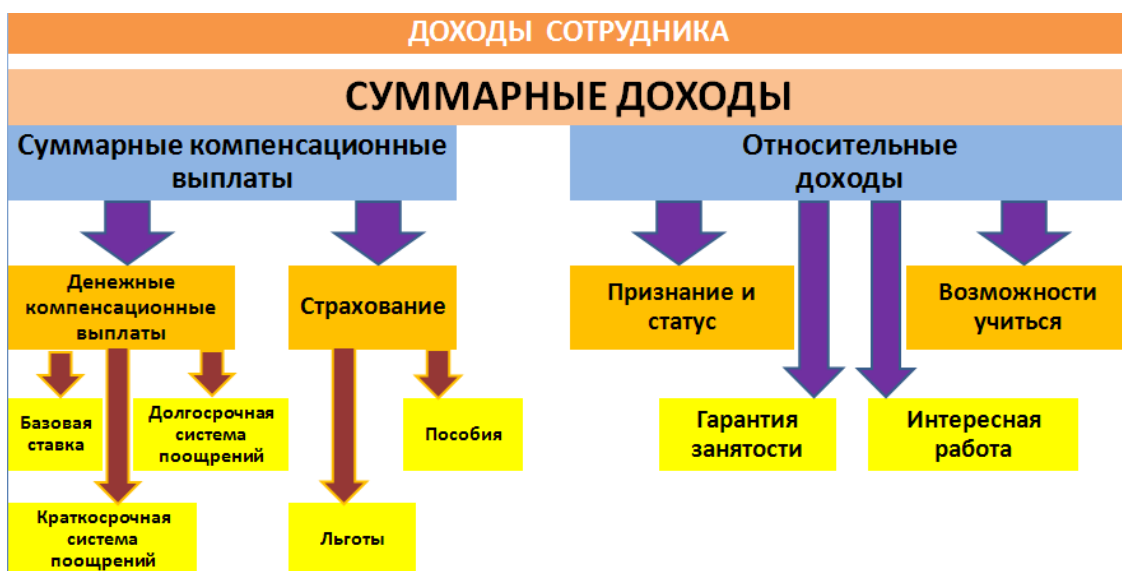 ДОХОДЫ СОТРУДНИКА
СУММАРНЫЕ ДОХОДЫ
Суммарные компенсационные
выплаты
Относительные
доходы
Денежные
компенсационные
выплаты
Страхование
Признание и
статус
Возможности
учиться
Базовая
ставка
Долгосрочная
система
поощрений
Пособия
Гарантия
занятости
Интересная
работа
Краткосрочная
система
поощрений
Льготы